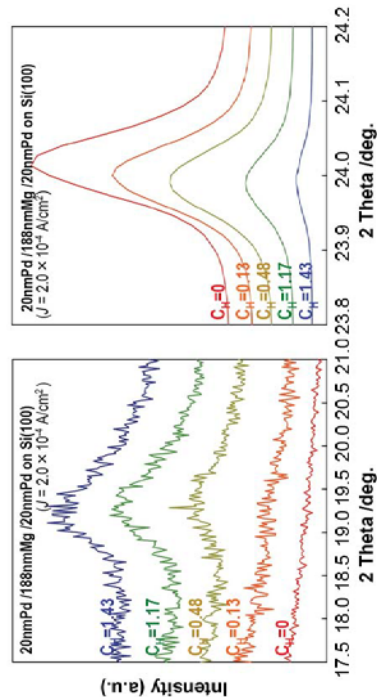 20nmPd /188nmMg /20nmPd on Si(100)
(J = 2.0 × 10⁻⁴ A/cm²)
C_H=1.43
C_H=1.17
C_H=0.48
C_H=0.13
C_H=0
Intensity (a.u.)
17.5 18.0 18.5 19.0 19.5 20.0 20.5 21.0
2 Theta /deg.
20nmPd /188nmMg /20nmPd on Si(100)
(J = 2.0 × 10⁻⁴ A/cm²)
C_H=0
C_H=0.13
C_H=0.48
C_H=1.17
C_H=1.43
23.8 23.9 24.0 24.1 24.2
2 Theta /deg.